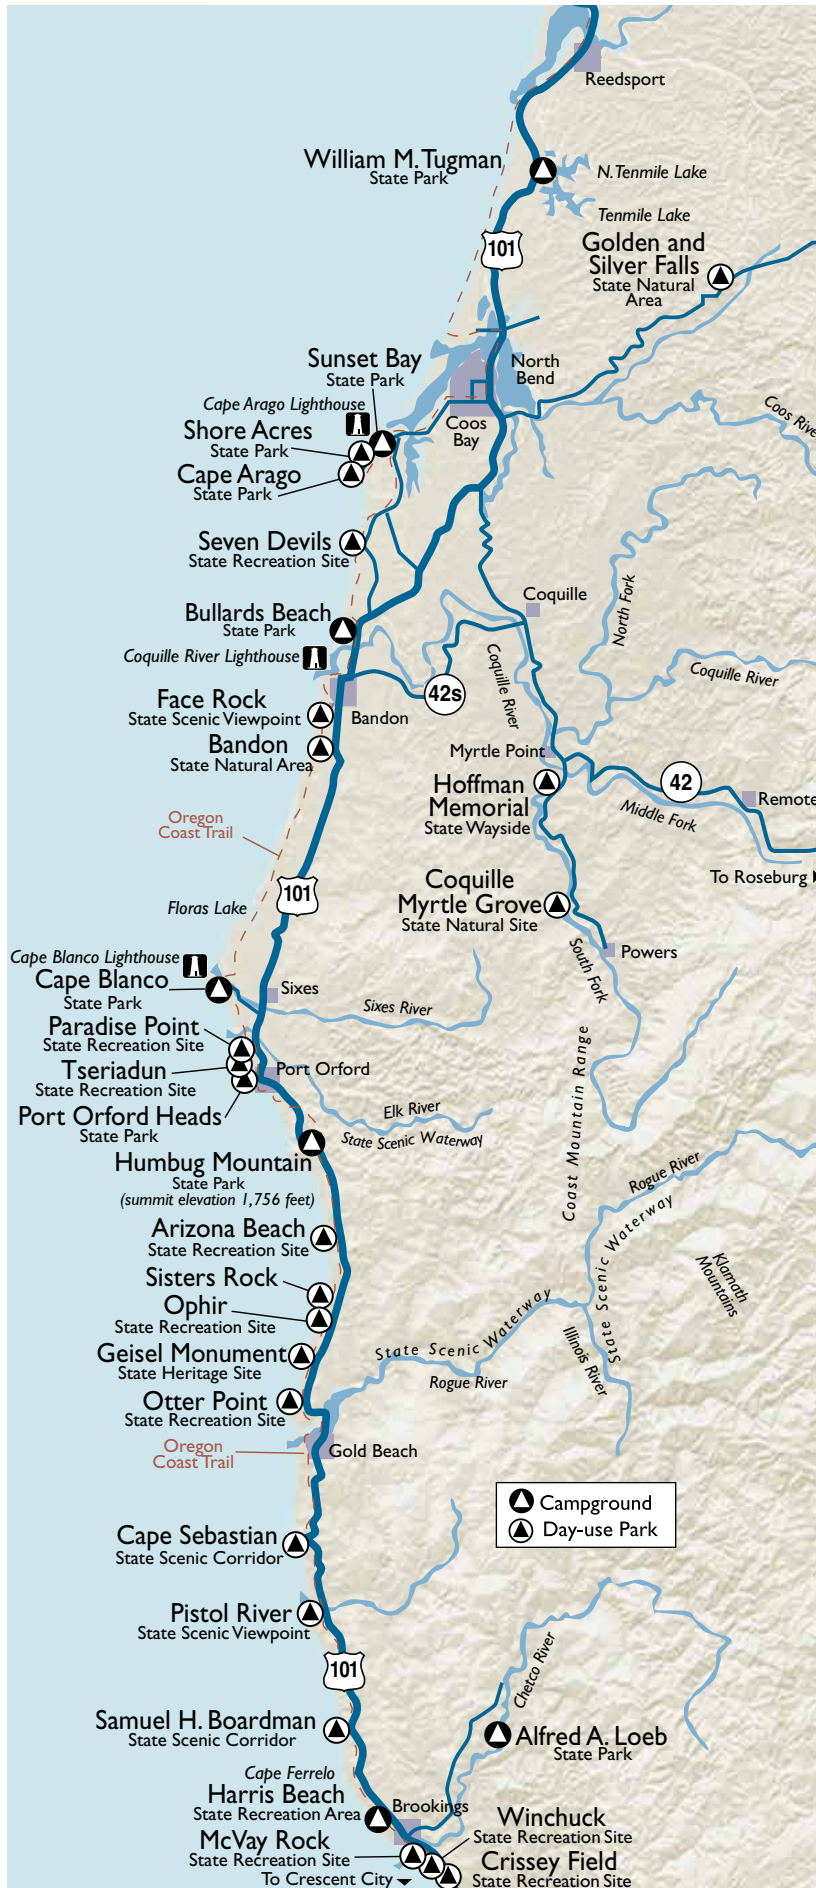 Reedsport
William M. Tugman
State Park
N. Tenmile Lake
Tenmile Lake
101
Golden and
Silver Falls
State Natural
Area
Sunset Bay
State Park
North
Bend
Cape Arago Lighthouse
Coos River
Shore Acres
State Park
Coos
Bay
Cape Arago
State Park
Seven Devils
State Recreation Site
Coquille
North Fork
Bullards Beach
State Park
Coquille River Lighthouse
Coquille River
Coquille River
42s
Face Rock
State Scenic Viewpoint
Bandon
Bandon
State Natural Area
Myrtle Point
Hoffman
Memorial
State Wayside
42
Remote
Middle Fork
Oregon
Coast Trail
To Roseburg
101
Coquille
Myrtle Grove
State Natural Site
Floras Lake
South Fork
Powers
Cape Blanco Lighthouse
Cape Blanco
State Park
Sixes
Sixes River
Paradise Point
State Recreation Site
Tseriadun
State Recreation Site
Port Orford
Port Orford Heads
State Park
Elk River
State Scenic Waterway
Coast Mountain Range
Humbug Mountain
State Park
(summit elevation 1,756 feet)
Rogue River
State Scenic Waterway
Klamath
Mountains
Arizona Beach
State Recreation Site
Sisters Rock
Ophir
State Recreation Site
State Scenic Waterway
Rogue River
Illinois River
Geisel Monument
State Heritage Site
Otter Point
State Recreation Site
Oregon
Coast Trail
Gold Beach
Campground
Day-use Park
Cape Sebastian
State Scenic Corridor
Pistol River
State Scenic Viewpoint
101
Chetco River
Samuel H. Boardman
State Scenic Corridor
Alfred A. Loeb
State Park
Cape Ferrelo
Harris Beach
State Recreation Area
Brookings
Winchuck
State Recreation Site
McVay Rock
State Recreation Site
Crissey Field
State Recreation Site
To Crescent City